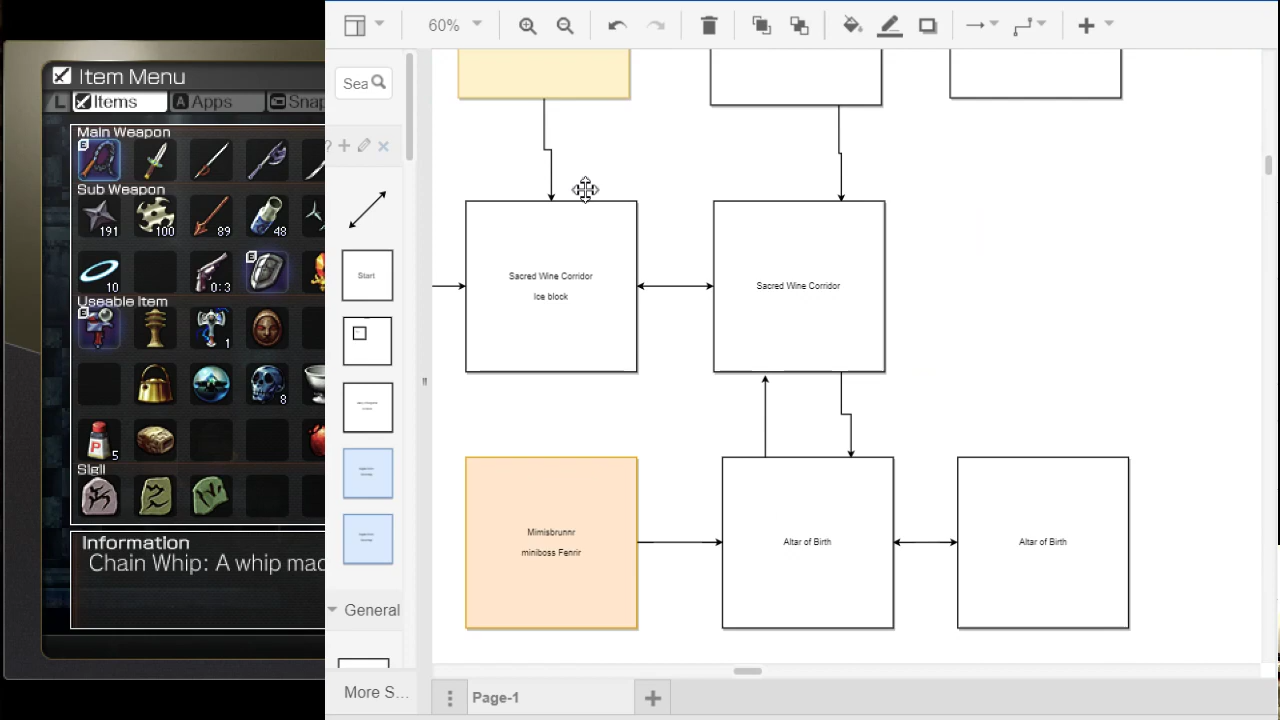 Item Menu
L
Items
A Apps
Snap
Main Weapon
E
Sub Weapon
191
100
89
48
10
0:3
E
Useable Item
E
1
8
P
5
Sigil
Information
Chain Whip: A whip mad
60%
Sea
Start
General
More S...
Sacred Wine Corridor
Ice block
Sacred Wine Corridor
Mimisbrunnr
miniboss Fenrir
Altar of Birth
Altar of Birth
Page-1